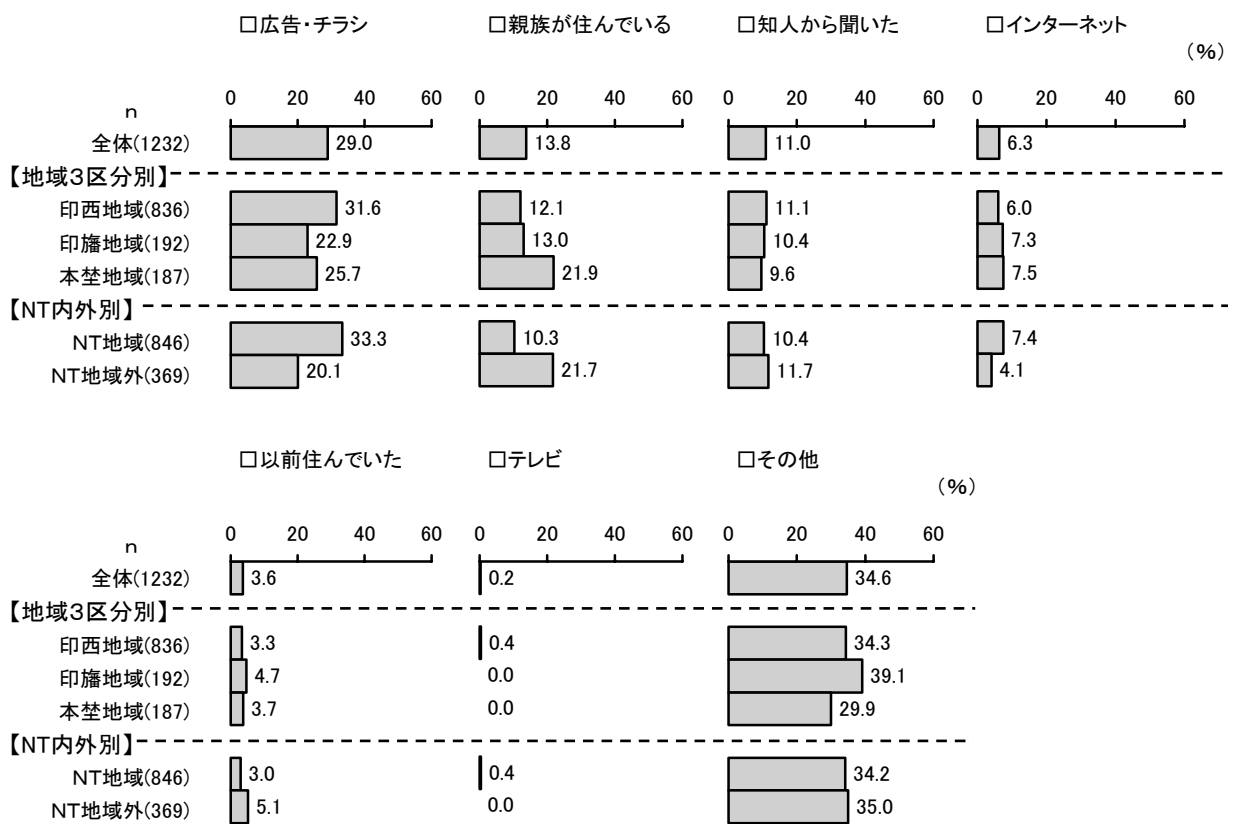 □広告・チラシ □親族が住んでいる □知人から聞いた □インターネット
(%)
n 0 20 40 60 0 20 40 60 0 20 40 60 0 20 40 60
全体(1232) 29.0 13.8 11.0 6.3
【地域3区分別】
印西地域(836) 31.6 12.1 11.1 6.0
印旛地域(192) 22.9 13.0 10.4 7.3
本埜地域(187) 25.7 21.9 9.6 7.5
【NT内外別】
NT地域(846) 33.3 10.3 10.4 7.4
NT地域外(369) 20.1 21.7 11.7 4.1
□以前住んでいた □テレビ □その他
(%)
n 0 20 40 60 0 20 40 60 0 20 40 60
全体(1232) 3.6 0.2 34.6
【地域3区分別】
印西地域(836) 3.3 0.4 34.3
印旛地域(192) 4.7 0.0 39.1
本埜地域(187) 3.7 0.0 29.9
【NT内外別】
NT地域(846) 3.0 0.4 34.2
NT地域外(369) 5.1 0.0 35.0